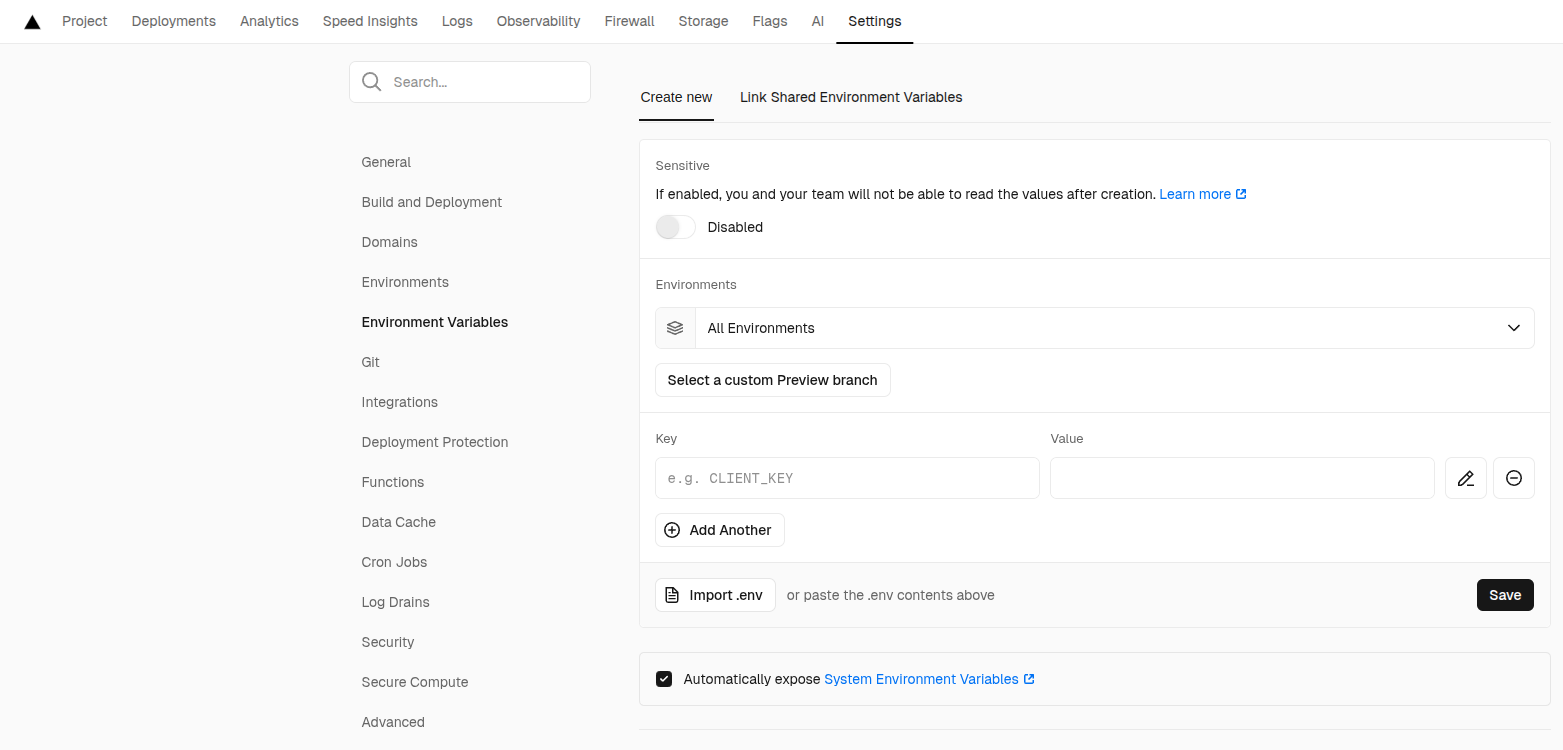 Project Deployments Analytics Speed Insights Logs Observability Firewall Storage Flags AI Settings
Search...
General
Build and Deployment
Domains
Environments
Environment Variables
Git
Integrations
Deployment Protection
Functions
Data Cache
Cron Jobs
Log Drains
Security
Secure Compute
Advanced
Create new Link Shared Environment Variables
Sensitive
If enabled, you and your team will not be able to read the values after creation. Learn more
Disabled
Environments
All Environments
Select a custom Preview branch
Key Value
e.g. CLIENT_KEY
Add Another
Import .env or paste the .env contents above Save
Automatically expose System Environment Variables